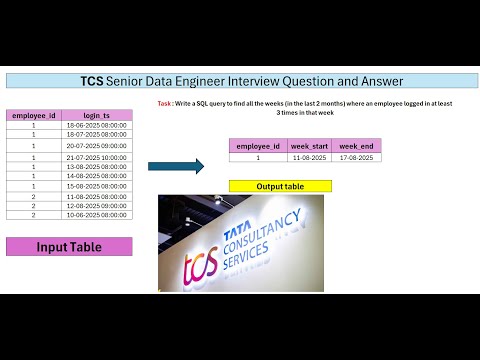 TCS Senior Data Engineer Interview Question and Answer
Task : Write a SQL query to find all the weeks (in the last 2 months) where an employee logged in at least
3 times in that week
employee_id login_ts
1 18-06-2025 08:00:00
1 18-07-2025 08:00:00
1 20-07-2025 09:00:00
1 21-07-2025 10:00:00
1 13-08-2025 08:00:00
1 14-08-2025 08:00:00
1 15-08-2025 08:00:00
2 11-08-2025 08:00:00
2 12-08-2025 09:00:00
2 10-06-2025 08:00:00
Input Table
employee_id week_start week_end
1 11-08-2025 17-08-2025
Output table
tcs
TATA
CONSULTANCY
SERVICES